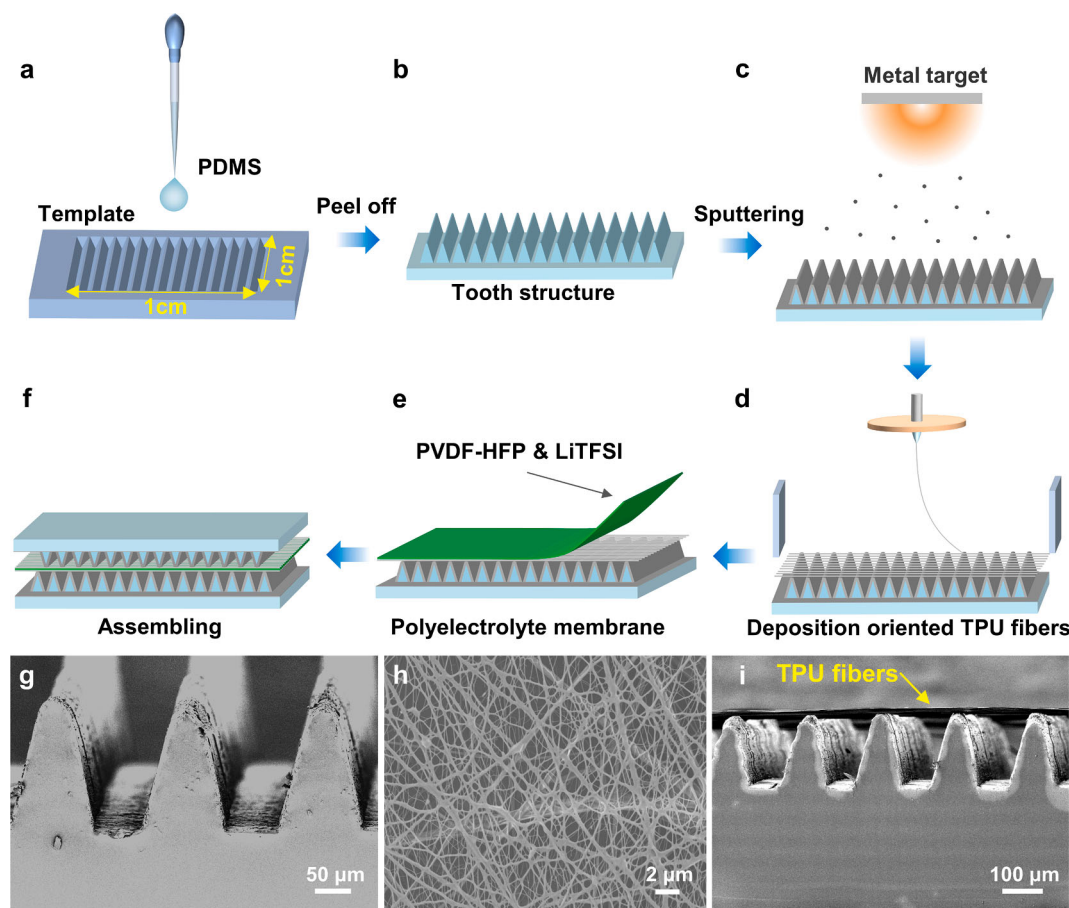 a
b
c
Metal target
PDMS
Template
Peel off
Sputtering
1cm
1cm
Tooth structure
f
e
d
PVDF-HFP & LiTFSI
Assembling
Polyelectrolyte membrane
Deposition oriented TPU fibers
g
h
i
TPU fibers
50 µm
2 µm
100 µm